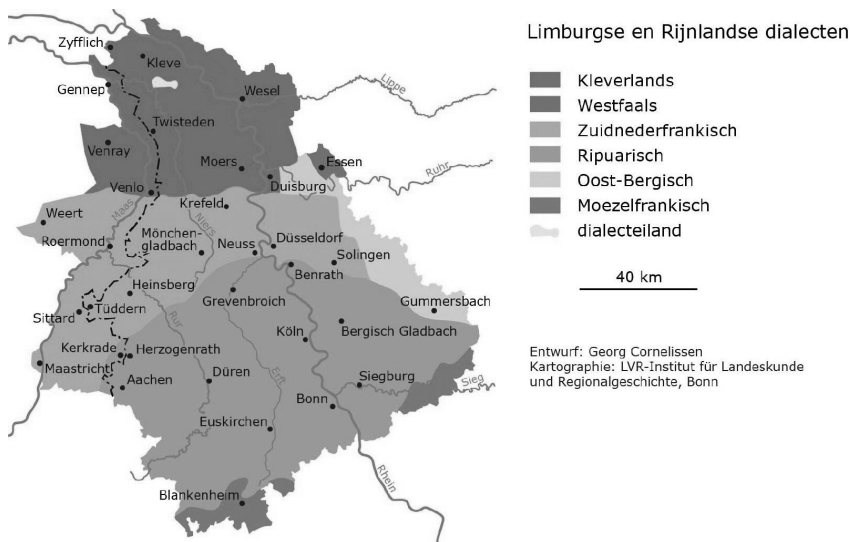 Limburgse en Rijnlandse dialecten
Kleverlands
Westfaals
Zuidnederfrankisch
Ripuarisch
Oost-Bergisch
Moezelfrankisch
dialecteiland
40 km
Entwurf: Georg Cornelissen
Kartographie: LVR-Institut für Landeskunde
und Regionalgeschichte, Bonn
Zyfflich
Kleve
Gennep
Wesel
Lippe
Twisteden
Venray
Moers
Essen
Ruhr
Duisburg
Venlo
Krefeld
Maas
Niers
Weert
Roermond
Mönchen-
gladbach
Neuss
Düsseldorf
Solingen
Benrath
Heinsberg
Grevenbroich
Gummersbach
Tüddern
Sittard
Rur
Köln
Bergisch Gladbach
Kerkrade
Herzogenrath
Maastricht
Aachen
Düren
Erft
Siegburg
Sieg
Bonn
Euskirchen
Rhein
Blankenheim